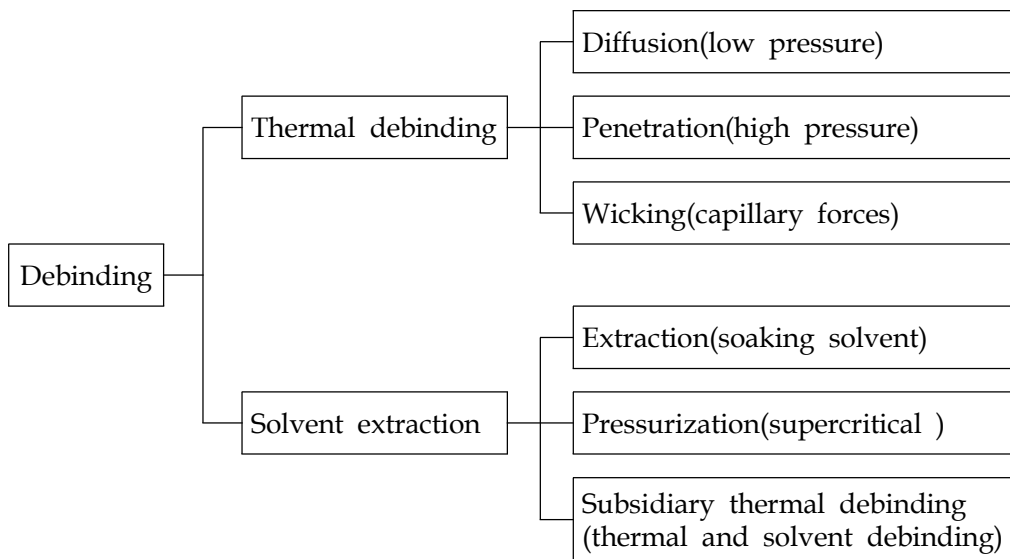 Debinding
Thermal debinding
Diffusion(low pressure)
Penetration(high pressure)
Wicking(capillary forces)
Solvent extraction
Extraction(soaking solvent)
Pressurization(supercritical )
Subsidiary thermal debinding
(thermal and solvent debinding)